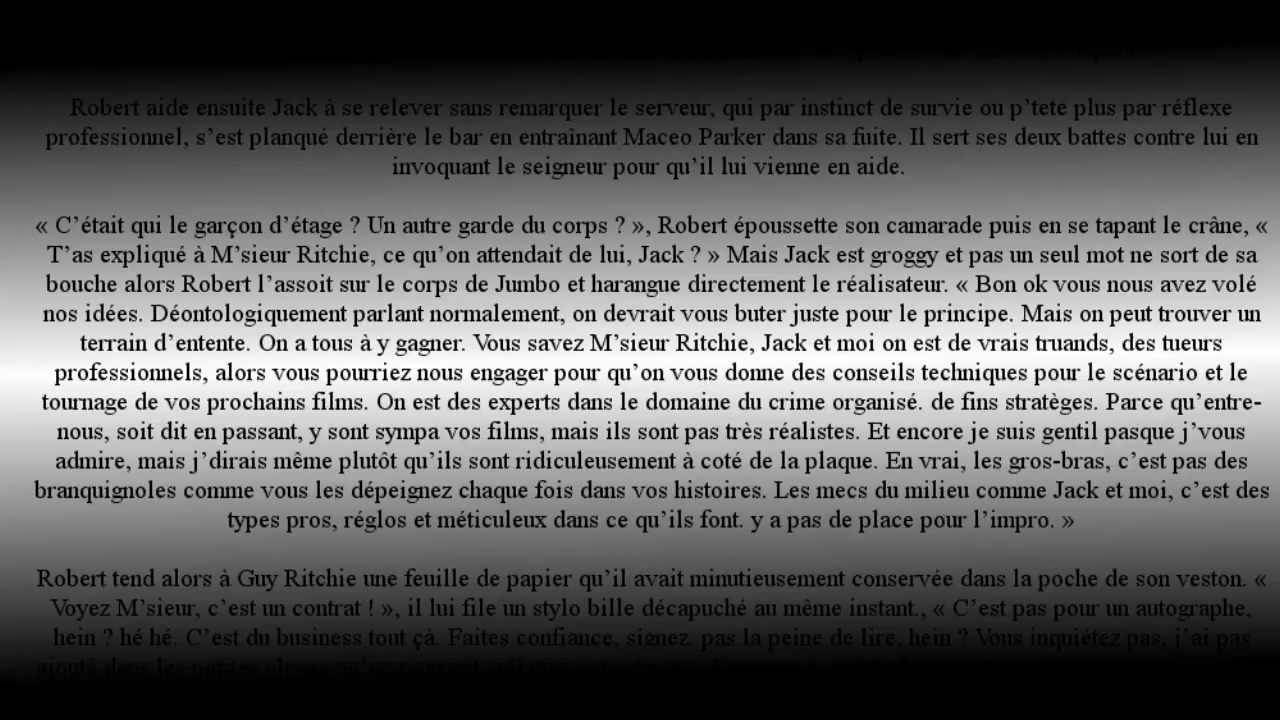 Robert aide ensuite Jack à se relever sans remarquer le serveur, qui par instinct de survie ou p’tete plus par réflexe
professionnel, s’est planqué derrière le bar en entraînant Maceo Parker dans sa fuite. Il sert ses deux battes contre lui en
invoquant le seigneur pour qu’il lui vienne en aide.
« C’était qui le garçon d’étage ? Un autre garde du corps ? », Robert époussette son camarade puis en se tapant le crâne, «
T’as expliqué à M’sieur Ritchie, ce qu’on attendait de lui, Jack ? » Mais Jack est groggy et pas un seul mot ne sort de sa
bouche alors Robert l’assoit sur le corps de Jumbo et harangue directement le réalisateur. « Bon ok vous nous avez volé
nos idées. Déontologiquement parlant normalement, on devrait vous buter juste pour le principe. Mais on peut trouver un
terrain d’entente. On a tous à y gagner. Vous savez M’sieur Ritchie, Jack et moi on est de vrais truands, des tueurs
professionnels, alors vous pourriez nous engager pour qu’on vous donne des conseils techniques pour le scénario et le
tournage de vos prochains films. On est des experts dans le domaine du crime organisé. de fins stratèges. Parce qu’entre-
nous, soit dit en passant, y sont sympa vos films, mais ils sont pas très réalistes. Et encore je suis gentil pasque j’vous
admire, mais j’dirais même plutôt qu’ils sont ridiculeusement à coté de la plaque. En vrai, les gros-bras, c’est pas des
branquignoles comme vous les dépeignez chaque fois dans vos histoires. Les mecs du milieu comme Jack et moi, c’est des
types pros, réglos et méticuleux dans ce qu’ils font. y a pas de place pour l’impro. »
Robert tend alors à Guy Ritchie une feuille de papier qu’il avait minutieusement conservée dans la poche de son veston. «
Voyez M’sieur, c’est un contrat ! », il lui file un stylo bille décapuché au même instant., « C’est pas pour un autographe,
hein ? hé hé. C’est du business tout çà. Faites confiance, signez. pas la peine de lire, hein ? Vous inquiétez pas, j’ai pas
ajouté dans les petites